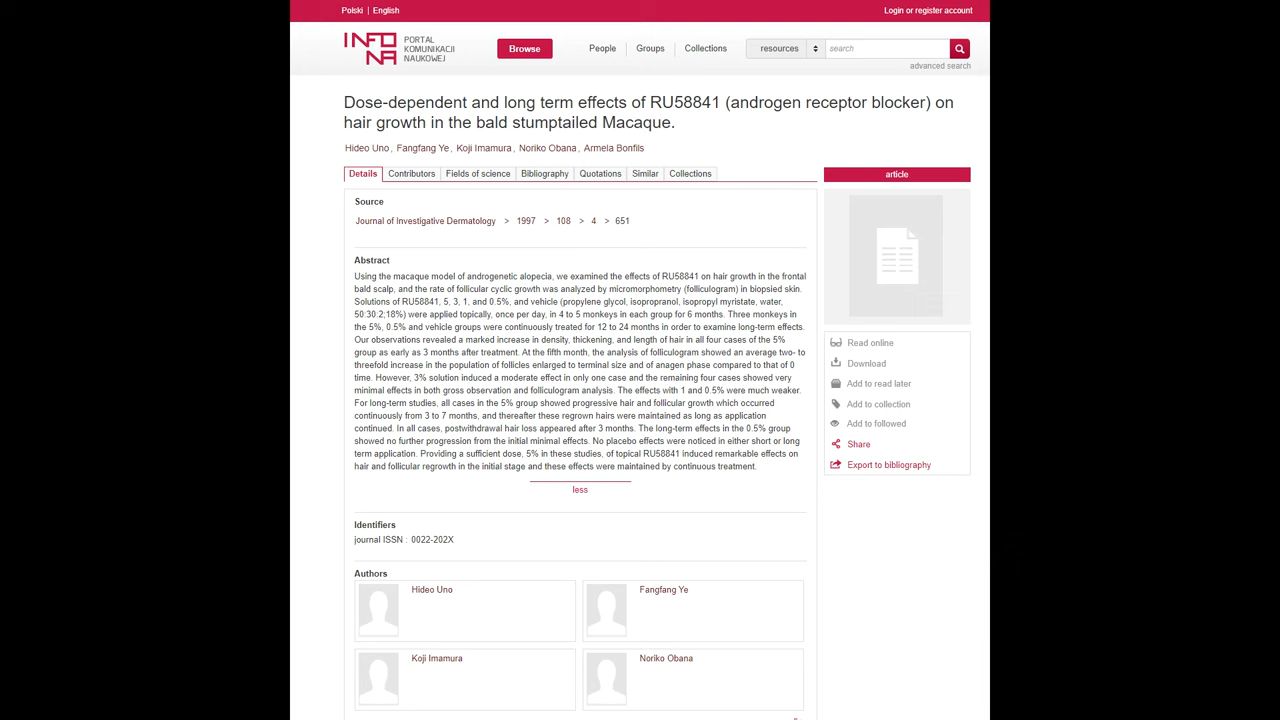 Polski | English
Login or register account
INFONA
PORTAL
KOMUNIKACJI
NAUKOWEJ
Browse
People
Groups
Collections
resources
search
advanced search
Dose-dependent and long term effects of RU58841 (androgen receptor blocker) on
hair growth in the bald stumptailed Macaque.
Hideo Uno , Fangfang Ye , Koji Imamura , Noriko Obana , Armela Bonfils
Details
Contributors
Fields of science
Bibliography
Quotations
Similar
Collections
article
Source
Journal of Investigative Dermatology > 1997 > 108 > 4 > 651
Abstract
Using the macaque model of androgenetic alopecia, we examined the effects of RU58841 on hair growth in the frontal
bald scalp, and the rate of follicular cyclic growth was analyzed by micromorphometry (folliculogram) in biopsied skin.
Solutions of RU58841, 5, 3, 1, and 0.5%, and vehicle (propylene glycol, isopropranol, isopropyl myristate, water,
50:30:2;18%) were applied topically, once per day, in 4 to 5 monkeys in each group for 6 months. Three monkeys in
the 5%, 0.5% and vehicle groups were continuously treated for 12 to 24 months in order to examine long-term effects.
Our observations revealed a marked increase in density, thickening, and length of hair in all four cases of the 5%
group as early as 3 months after treatment. At the fifth month, the analysis of folliculogram showed an average two- to
threefold increase in the population of follicles enlarged to terminal size and of anagen phase compared to that of 0
time. However, 3% solution induced a moderate effect in only one case and the remaining four cases showed very
minimal effects in both gross observation and folliculogram analysis. The effects with 1 and 0.5% were much weaker.
For long-term studies, all cases in the 5% group showed progressive hair and follicular growth which occurred
continuously from 3 to 7 months, and thereafter these regrown hairs were maintained as long as application
continued. In all cases, postwithdrawal hair loss appeared after 3 months. The long-term effects in the 0.5% group
showed no further progression from the initial minimal effects. No placebo effects were noticed in either short or long
term application. Providing a sufficient dose, 5% in these studies, of topical RU58841 induced remarkable effects on
hair and follicular regrowth in the initial stage and these effects were maintained by continuous treatment.
less
Read online
Download
Add to read later
Add to collection
Add to followed
Share
Export to bibliography
Identifiers
journal ISSN : 0022-202X
Authors
Hideo Uno
Fangfang Ye
Koji Imamura
Noriko Obana